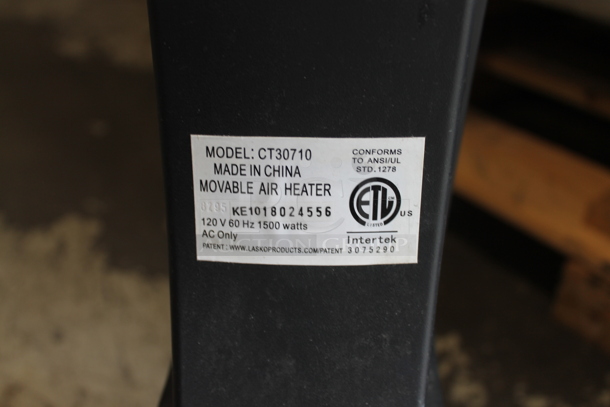 MODEL: CT30710
MADE IN CHINA
MOVABLE AIR HEATER
KE1018024556
120 V 60 Hz 1500 watts
AC Only
PATENT: WWW.LASKOPRODUCTS.COM/PATENT
CONFORMS
TO ANSI/UL
STD.1278
ETL
US
Intertek
3075290